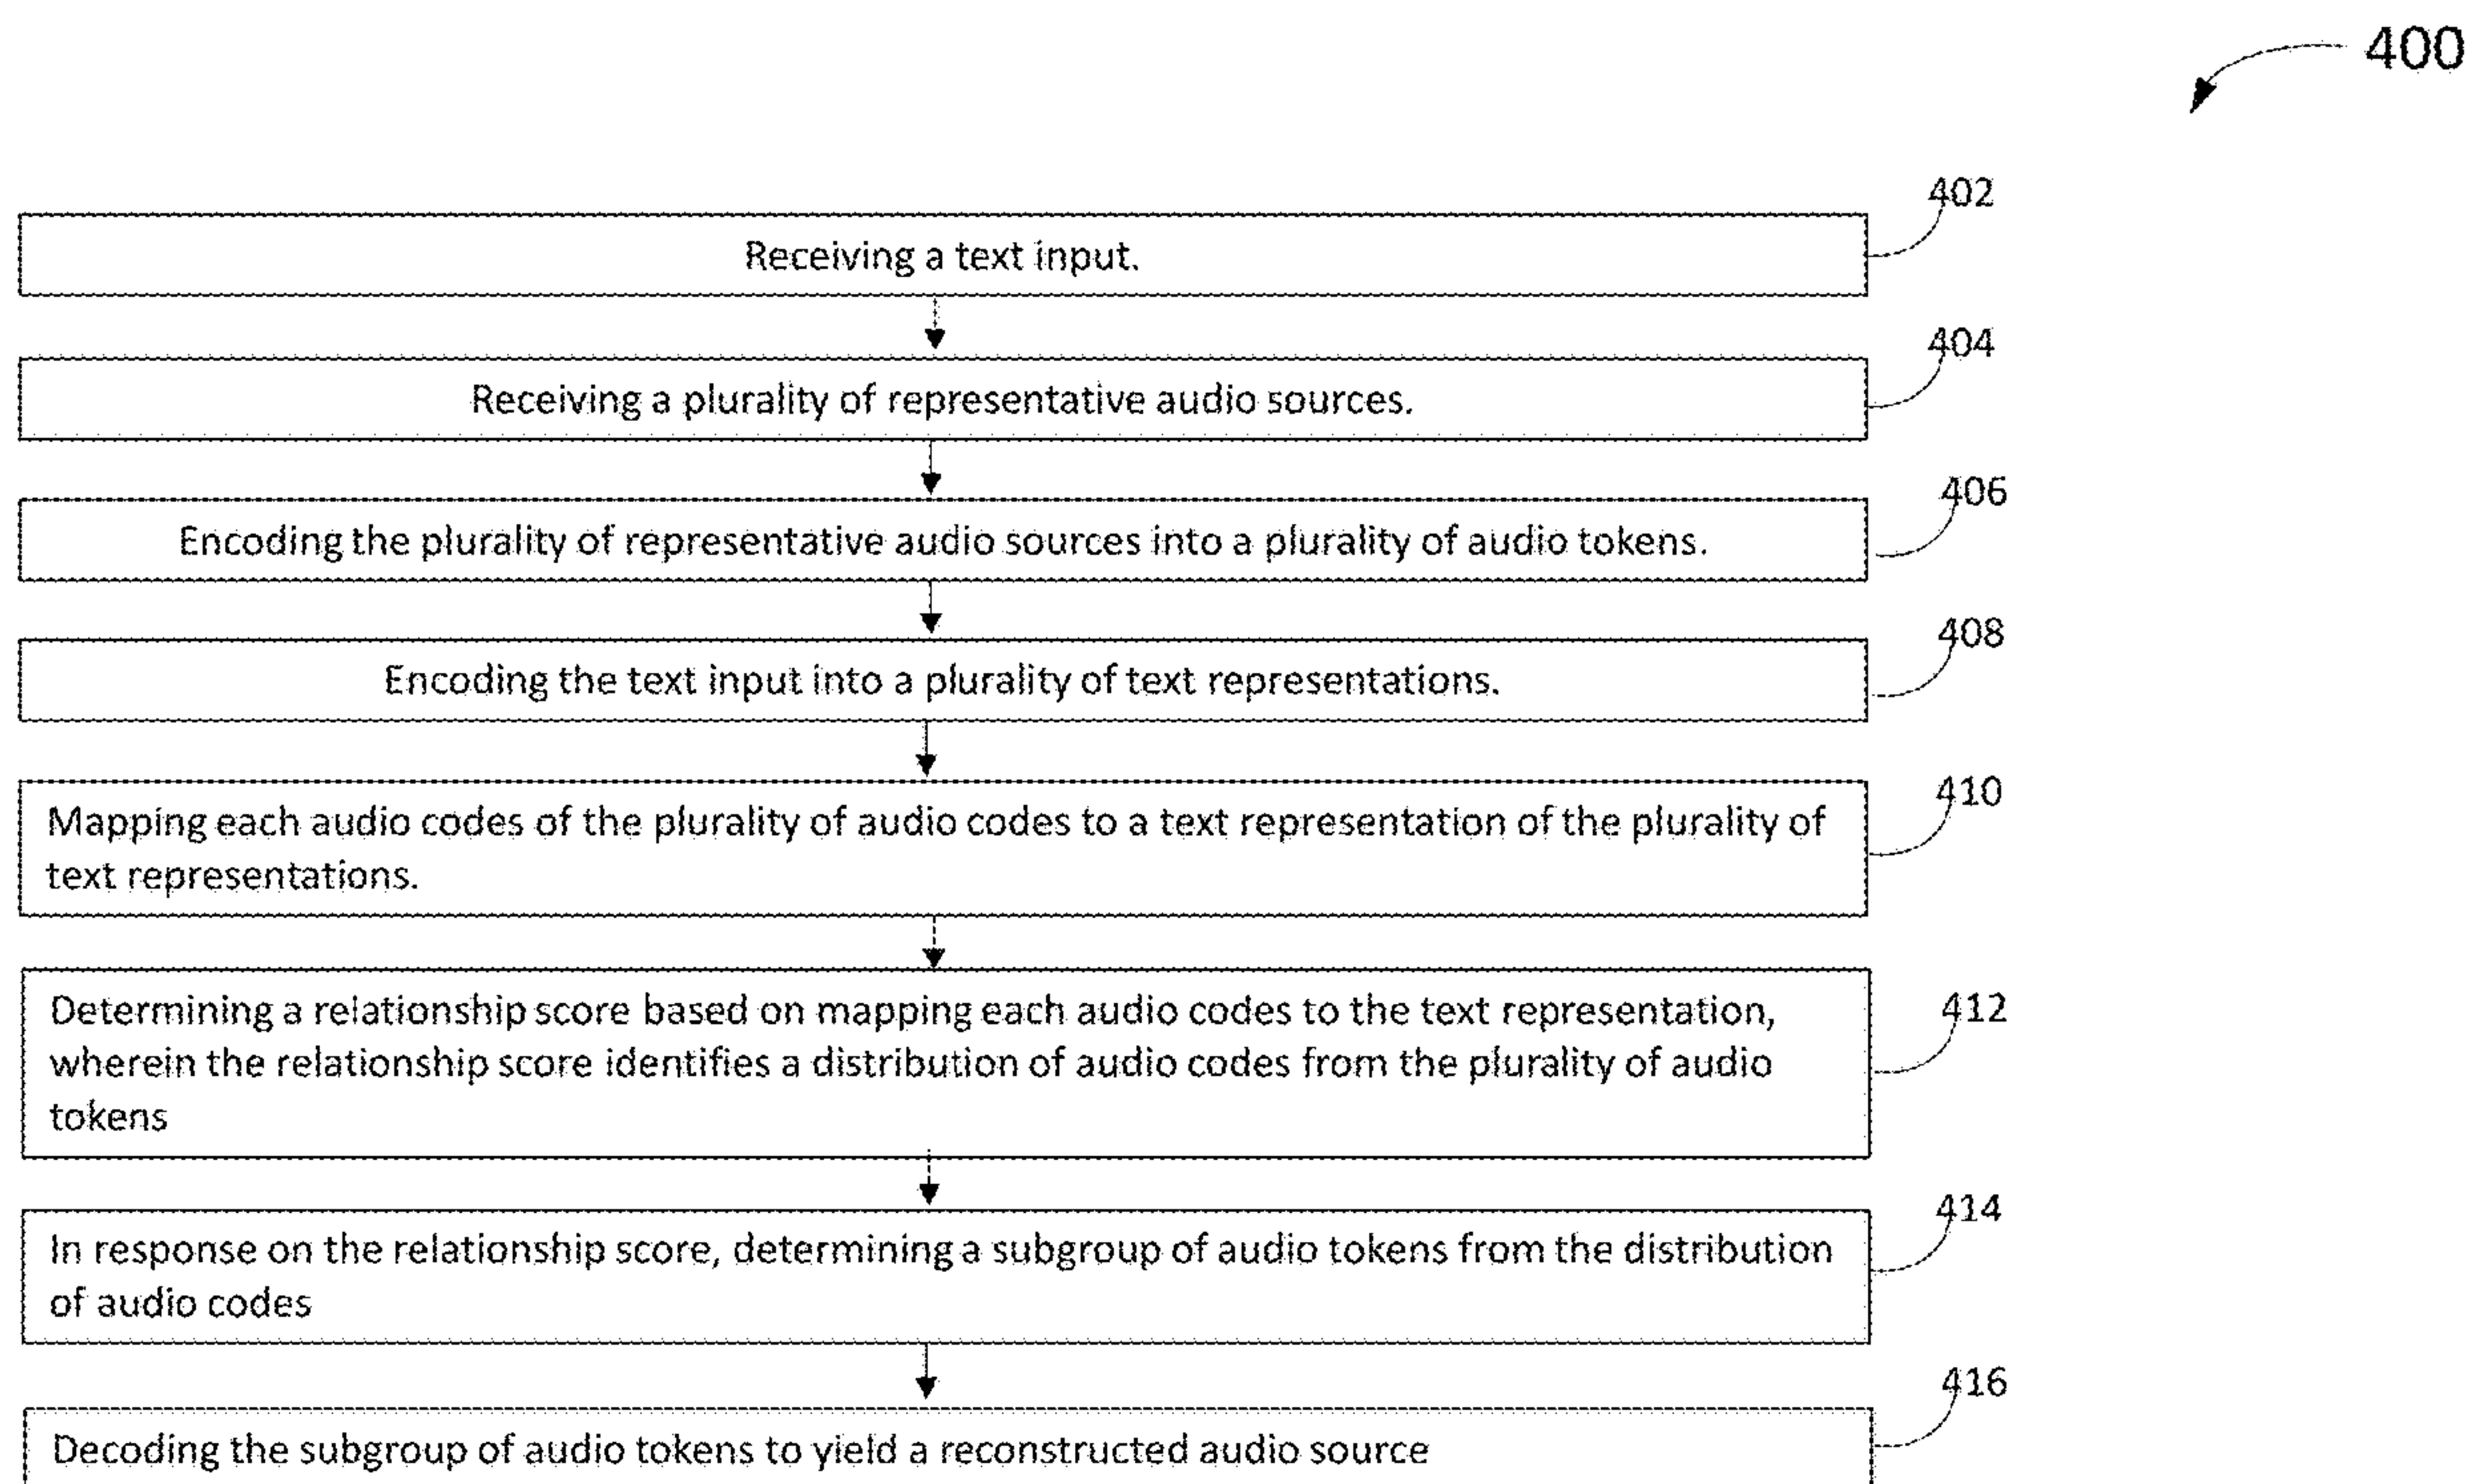 400
402
Receiving a text input.
404
Receiving a plurality of representative audio sources.
406
Encoding the plurality of representative audio sources into a plurality of audio tokens.
408
Encoding the text input into a plurality of text representations.
410
Mapping each audio codes of the plurality of audio codes to a text representation of the plurality of
text representations.
412
Determining a relationship score based on mapping each audio codes to the text representation,
wherein the relationship score identifies a distribution of audio codes from the plurality of audio
tokens
414
In response on the relationship score, determining a subgroup of audio tokens from the distribution
of audio codes
416
Decoding the subgroup of audio tokens to yield a reconstructed audio source